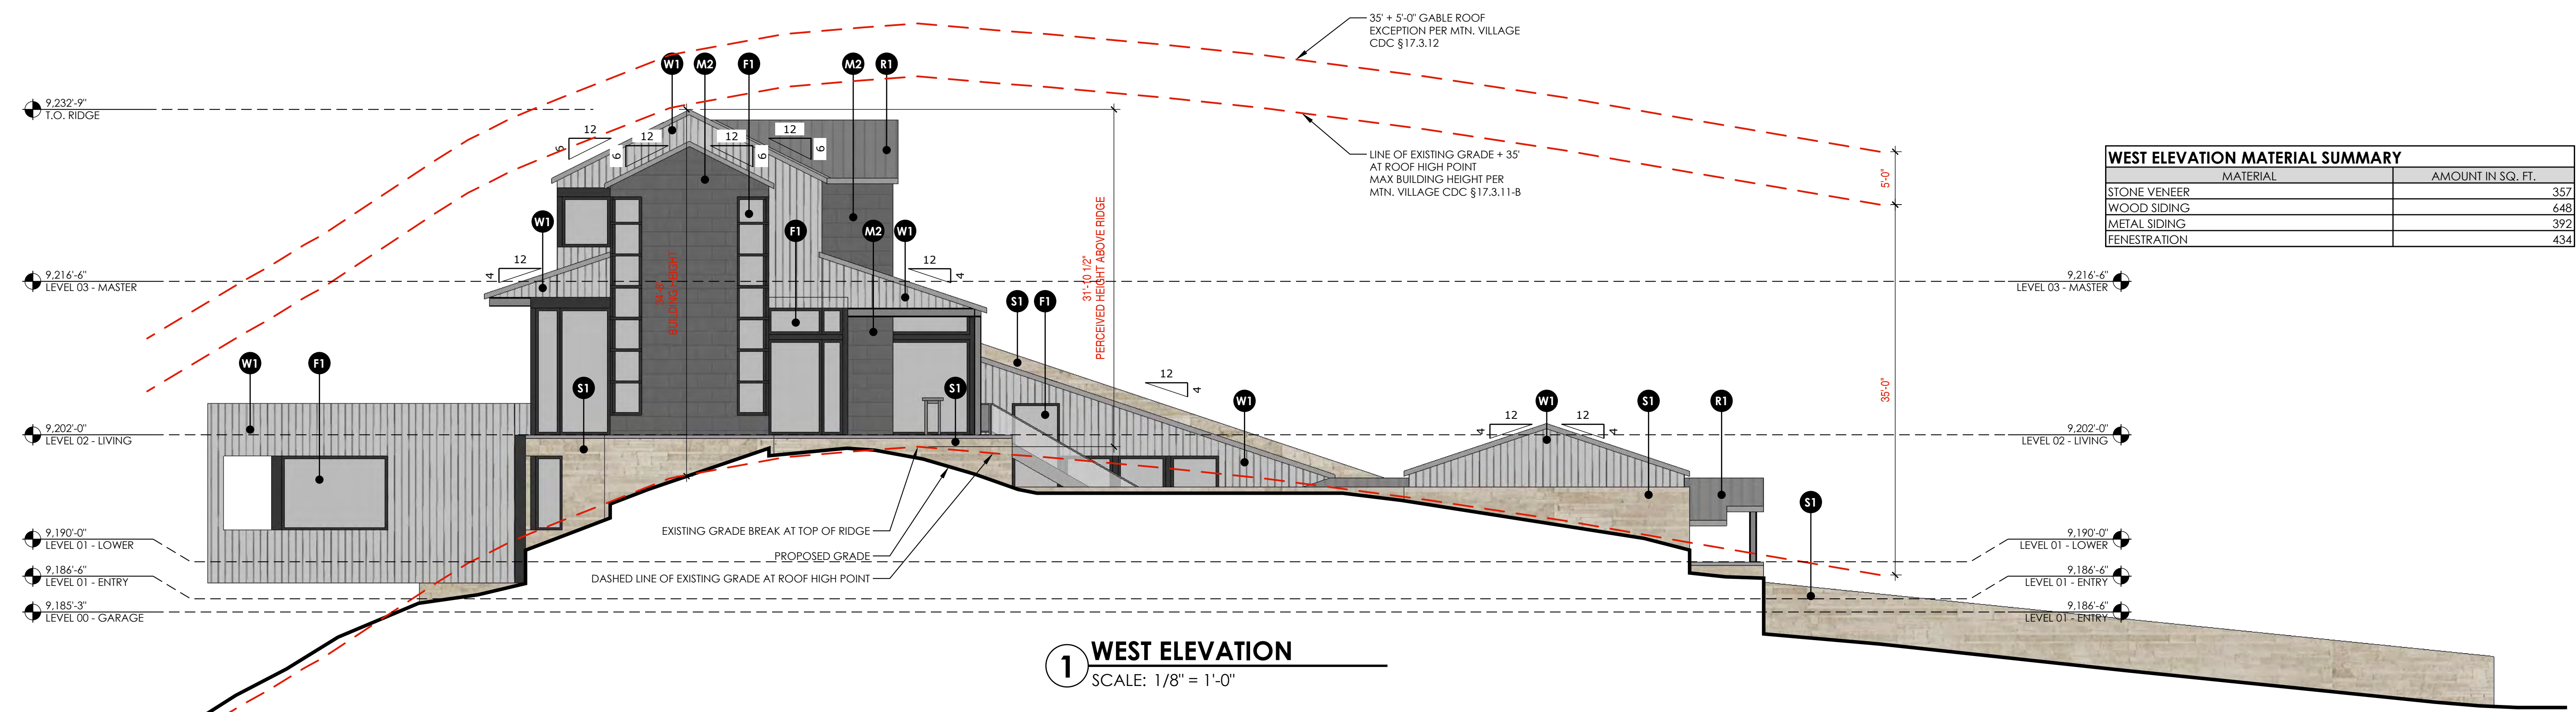 35' + 5'-0" GABLE ROOF
EXCEPTION PER MTN. VILLAGE
CDC §17.3.12
W1
M2
F1
M2
R1
9,232'-9"
T.O. RIDGE
12
6
12
6
12
6
12
6
LINE OF EXISTING GRADE + 35'
AT ROOF HIGH POINT
MAX BUILDING HEIGHT PER
MTN. VILLAGE CDC §17.3.11-B
5'-0"
35'-0"
WEST ELEVATION MATERIAL SUMMARY
MATERIAL AMOUNT IN SQ. FT.
STONE VENEER 357
WOOD SIDING 648
METAL SIDING 392
FENESTRATION 434
W1
F1
M2
W1
12
4
12
4
9,216'-6"
LEVEL 03 - MASTER
9,216'-6"
LEVEL 03 - MASTER
BUILDING HEIGHT
31'-10 1/2"
PERCEIVED HEIGHT ABOVE RIDGE
S1
F1
W1
F1
S1
S1
12
4
W1
W1
S1
R1
12
4
12
4
9,202'-0"
LEVEL 02 - LIVING
9,202'-0"
LEVEL 02 - LIVING
S1
EXISTING GRADE BREAK AT TOP OF RIDGE
PROPOSED GRADE
DASHED LINE OF EXISTING GRADE AT ROOF HIGH POINT
9,190'-0"
LEVEL 01 - LOWER
9,190'-0"
LEVEL 01 - LOWER
9,186'-6"
LEVEL 01 - ENTRY
9,186'-6"
LEVEL 01 - ENTRY
9,185'-3"
LEVEL 00 - GARAGE
9,186'-6"
LEVEL 01 - ENTRY
1
WEST ELEVATION
SCALE: 1/8" = 1'-0"